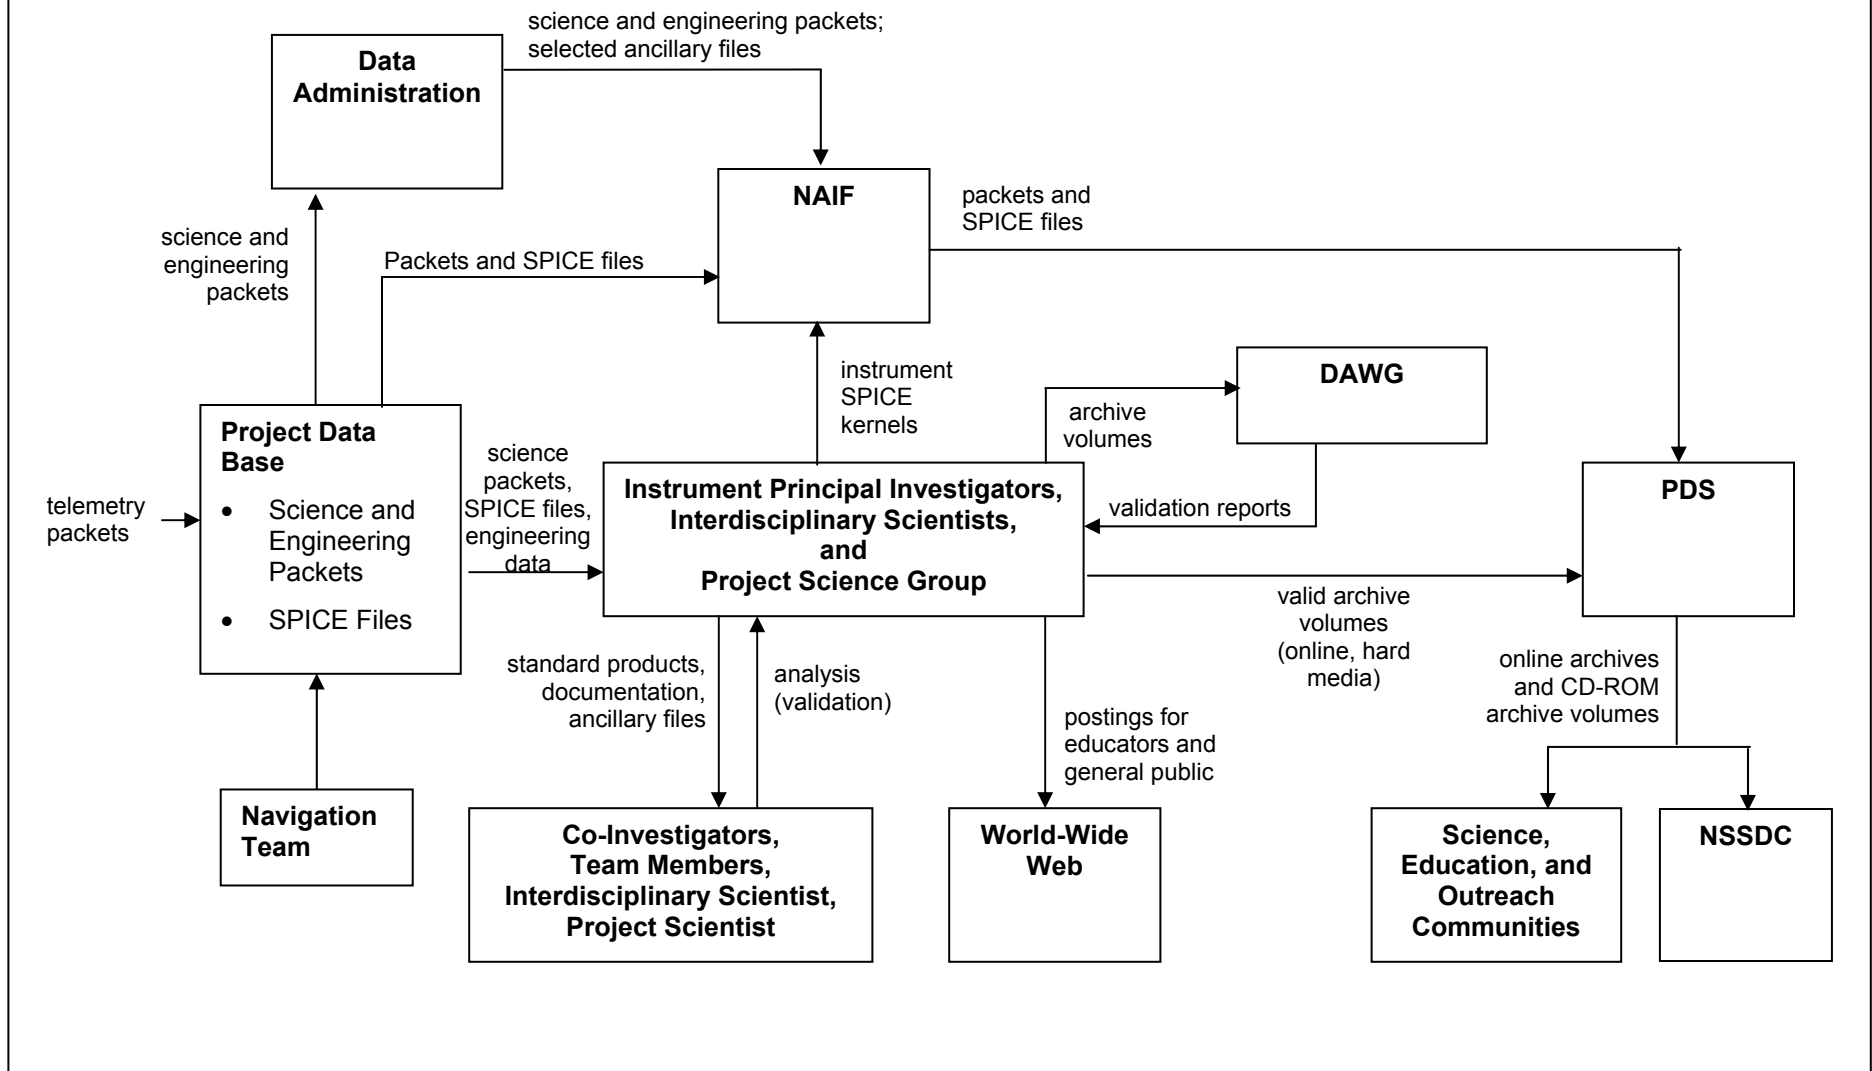 science and engineering packets;
selected ancillary files
Data
Administration
NAIF
packets and
SPICE files
science and
engineering
packets
Packets and SPICE files
instrument
SPICE
kernels
DAWG
archive
volumes
Project Data
Base
• Science and
Engineering
Packets
• SPICE Files
telemetry
packets
science
packets,
SPICE files,
engineering
data
Instrument Principal Investigators,
Interdisciplinary Scientists,
and
Project Science Group
validation reports
PDS
valid archive
volumes
(online, hard
media)
standard products,
documentation,
ancillary files
analysis
(validation)
postings for
educators and
general public
online archives
and CD-ROM
archive volumes
Navigation
Team
Co-Investigators,
Team Members,
Interdisciplinary Scientist,
Project Scientist
World-Wide
Web
Science,
Education, and
Outreach
Communities
NSSDC